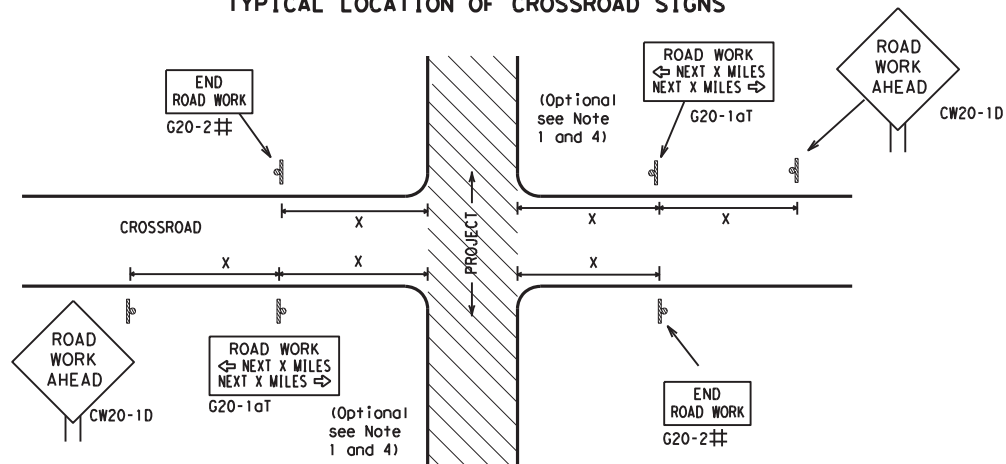 TYPICAL LOCATION OF CROSSROAD SIGNS
END
ROAD WORK
G20-2#
(Optional
see Note
1 and 4)
ROAD WORK
⇦ NEXT X MILES
NEXT X MILES ⇨
G20-1aT
ROAD
WORK
AHEAD
CW20-1D
X
X
X
CROSSROAD
PROJECT
X
X
X
ROAD
WORK
AHEAD
CW20-1D
ROAD WORK
⇦ NEXT X MILES
NEXT X MILES ⇨
G20-1aT
(Optional
see Note
1 and 4)
END
ROAD WORK
G20-2#